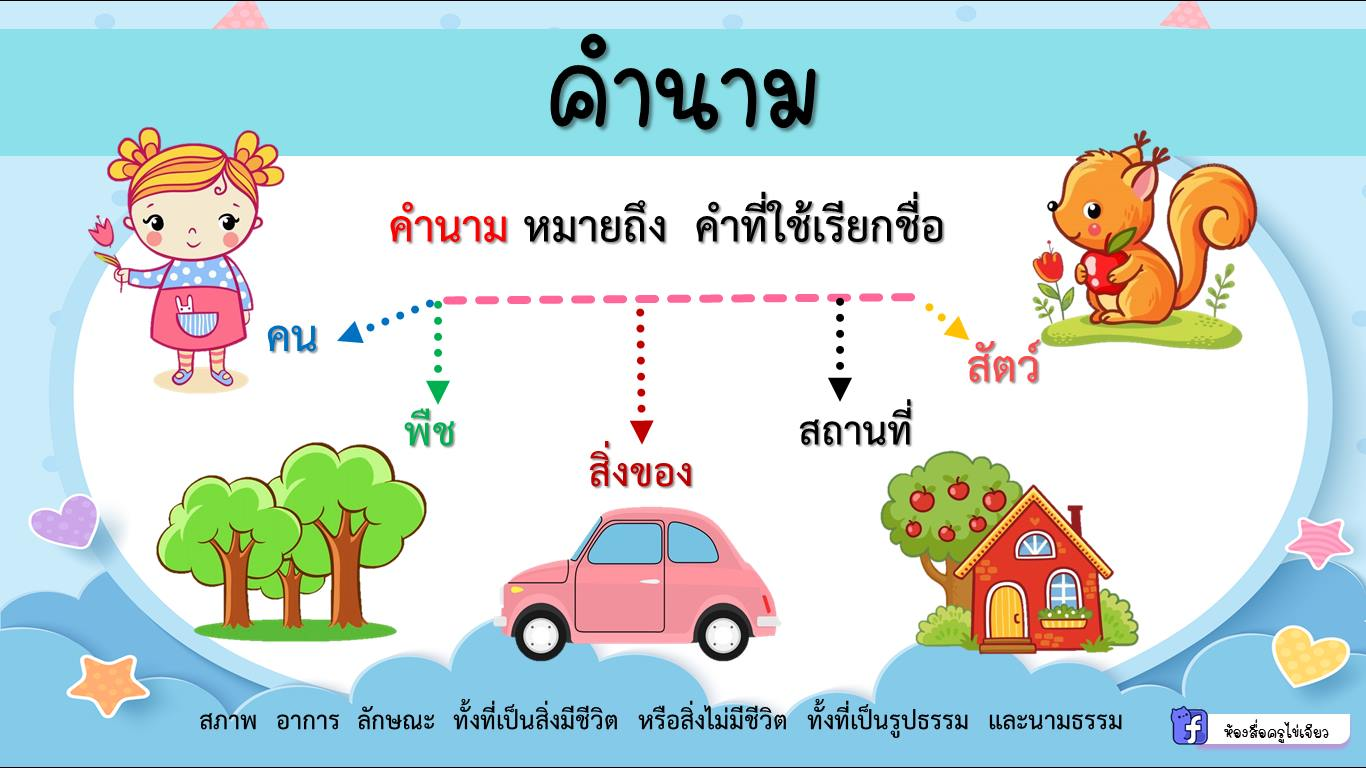 คำนาม
คำนาม หมายถึง คำที่ใช้เรียกชื่อ
คน
สัตว์
พืช
สถานที่
สิ่งของ
สภาพ อาการ ลักษณะ ทั้งที่เป็นสิ่งมีชีวิต หรือสิ่งไม่มีชีวิต ทั้งที่เป็นรูปธรรม และนามธรรม
ห้องสื่อครูไข่เจียว